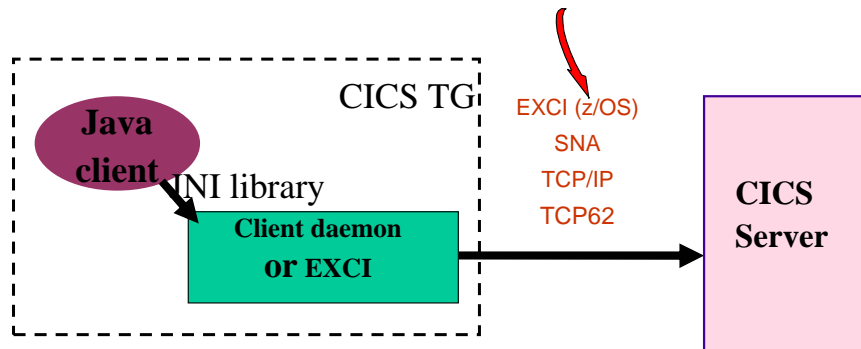 CICS TG
Java
client
JNI library
Client daemon
or EXCI
EXCI (z/OS)
SNA
TCP/IP
TCP62
CICS
Server